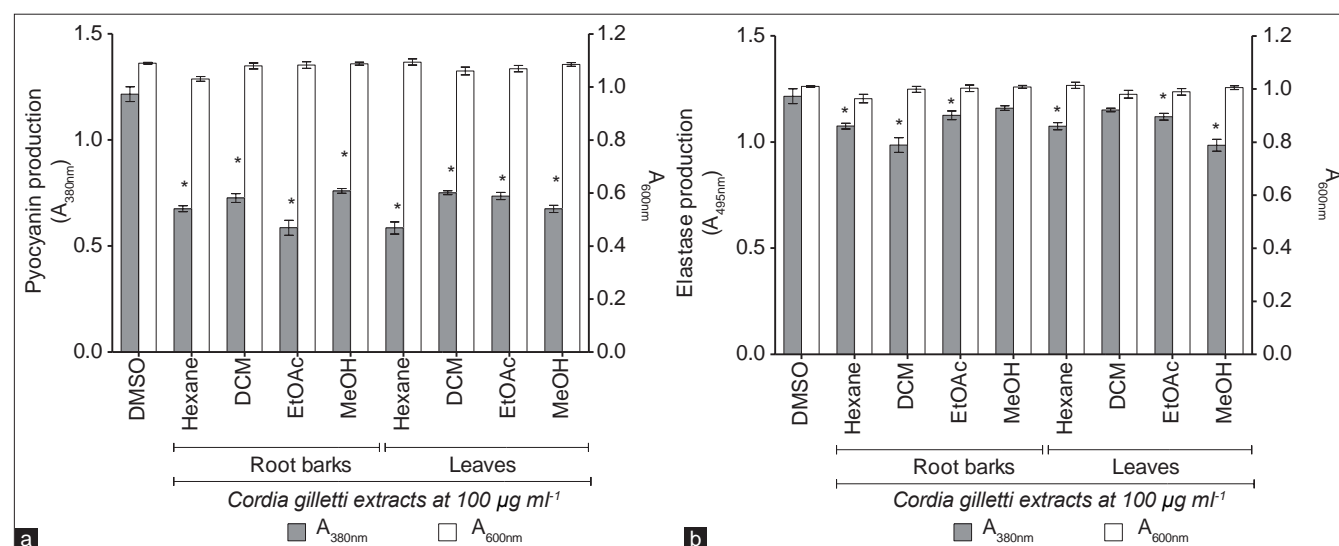 1.5
1.0
0.5
0.0
Pyocyanin production
(A380nm)
1.2
1.0
0.8
0.6
0.4
0.2
0.0
A600nm
* * * * * * * *
DMSO Hexane DCM EtOAc MeOH Hexane DCM EtOAc MeOH
Root barks Leaves
Cordia gilletti extracts at 100 µg ml-1
A380nm A600nm
a
1.5
1.0
0.5
0.0
Elastase production
(A495nm)
1.2
1.0
0.8
0.6
0.4
0.2
0.0
A600nm
* * * * * *
DMSO Hexane DCM EtOAc MeOH Hexane DCM EtOAc MeOH
Root barks Leaves
Cordia gilletti extracts at 100 µg ml-1
A380nm A600nm
b